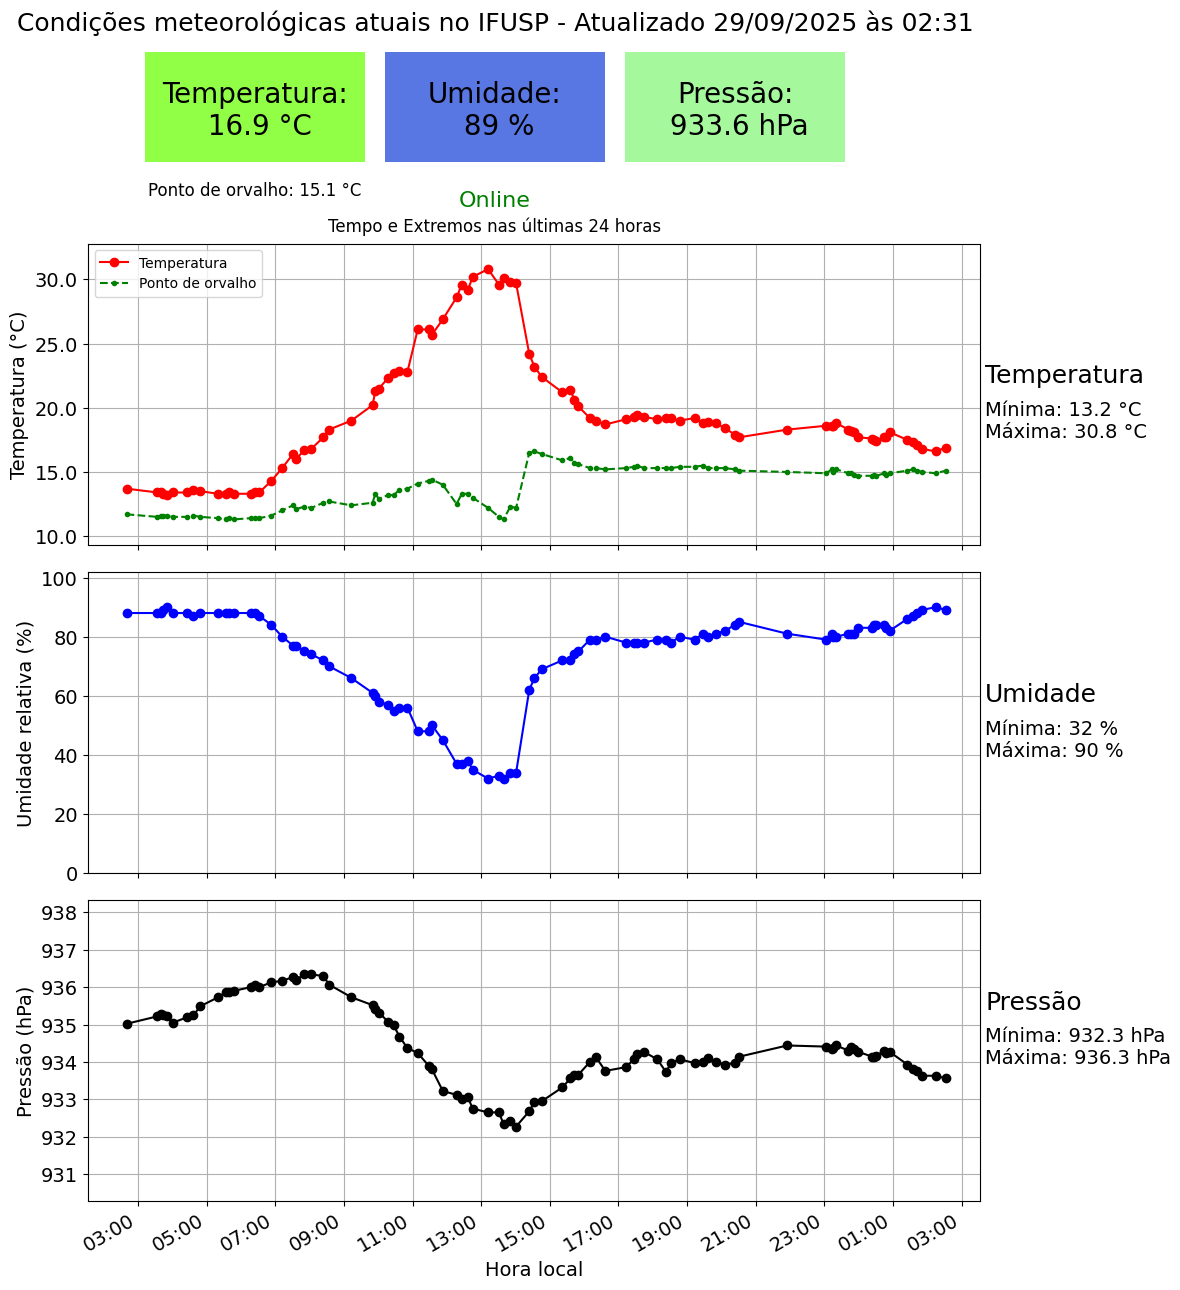 Condições meteorológicas atuais no IFUSP - Atualizado 29/09/2025 às 02:31
Temperatura:
16.9 °C
Umidade:
89 %
Pressão:
933.6 hPa
Ponto de orvalho: 15.1 °C
Online
Tempo e Extremos nas últimas 24 horas
Temperatura (°C)
30.0
25.0
20.0
15.0
10.0
Temperatura
Ponto de orvalho
Temperatura
Mínima: 13.2 °C
Máxima: 30.8 °C
Umidade relativa (%)
100
80
60
40
20
0
Umidade
Mínima: 32 %
Máxima: 90 %
Pressão (hPa)
938
937
936
935
934
933
932
931
Pressão
Mínima: 932.3 hPa
Máxima: 936.3 hPa
03:00 05:00 07:00 09:00 11:00 13:00 15:00 17:00 19:00 21:00 23:00 01:00 03:00
Hora local